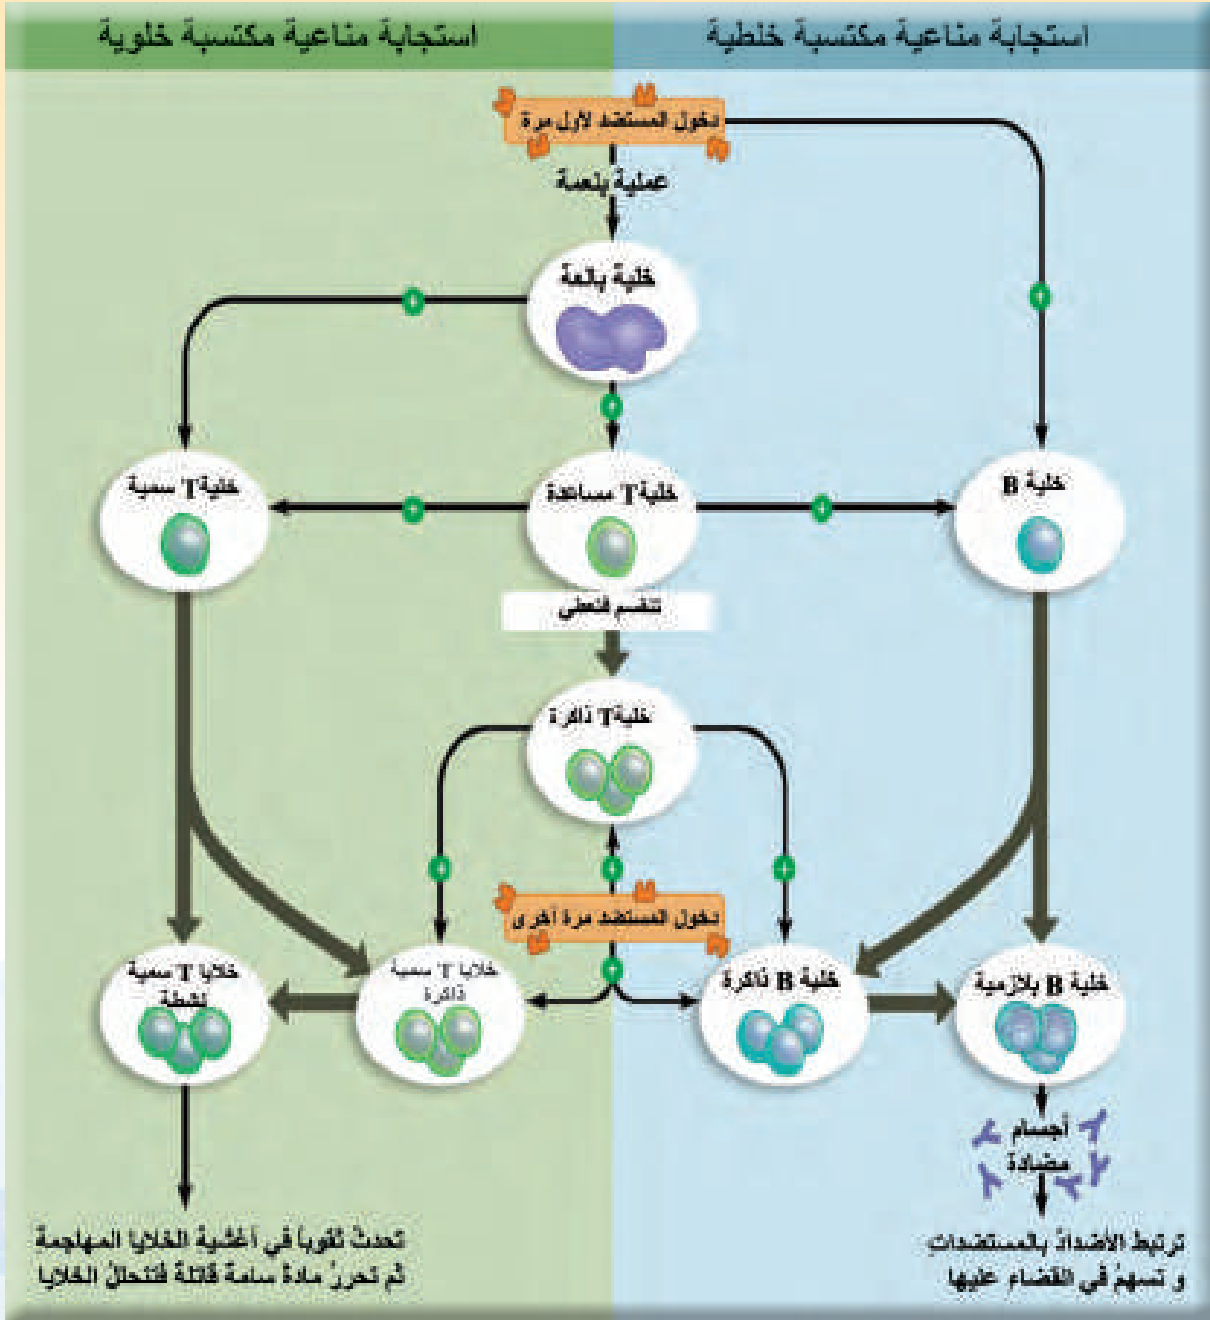 استجابة مناعية مكتسبة خلطية
استجابة مناعية مكتسبة خلوية
دخول المستضد لأول مرة
عملية بلعمة
خلية بالعة
خلية B
خلية T مساعدة
خلية T سمية
تنقسم فتعطي
خلية T ذاكرة
دخول المستضد مرة أخرى
خلية B بلازمية
خلية B ذاكرة
خلايا T سمية
ذاكرة
خلايا T سمية
نشطة
أجسام
مضادة
ترتبط الأضدادُ بالمستضداتِ
و تسهمُ في القضاء عليها
تحدثُ ثقوباً في أغشية الخلايا المهاجمةِ
ثم تحررُ مادةً سامة قاتلةً فتتحللُ الخلايا